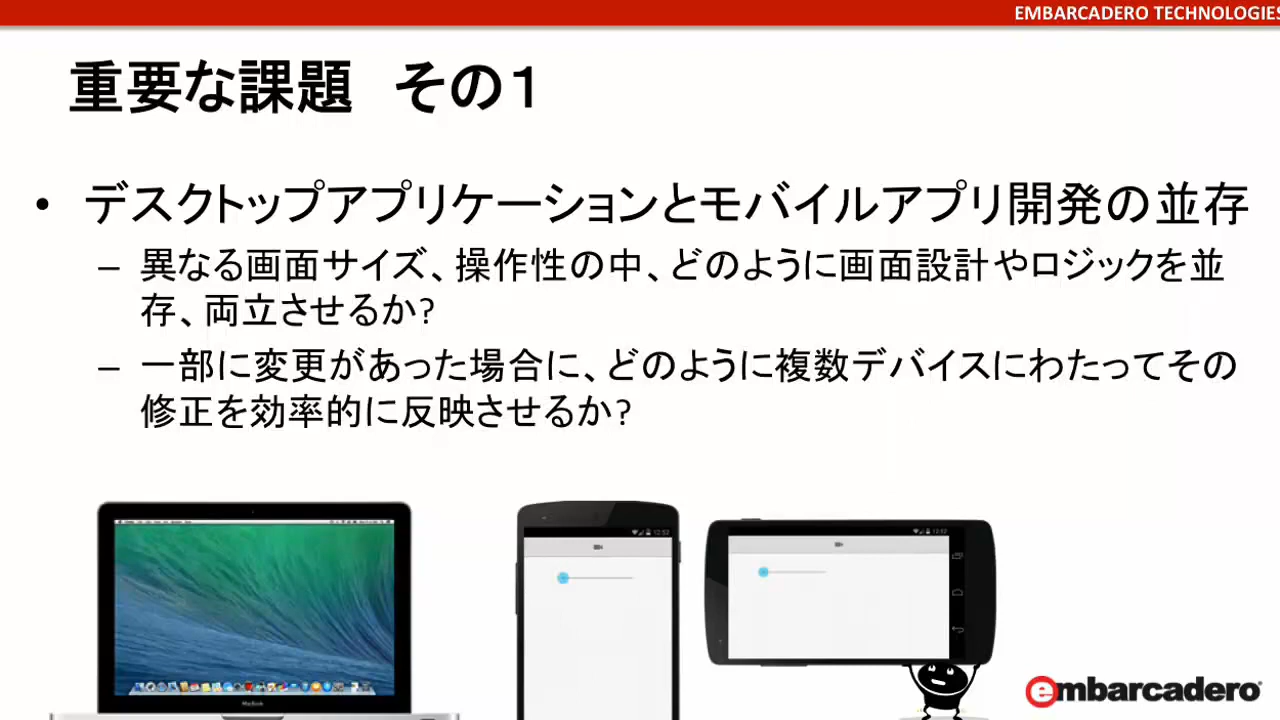 EMBARCADERO TECHNOLOGIES
重要な課題　その１
• デスクトップアプリケーションとモバイルアプリ開発の並存
– 異なる画面サイズ、操作性の中、どのように画面設計やロジックを並
存、両立させるか?
– 一部に変更があった場合に、どのように複数デバイスにわたってその
修正を効率的に反映させるか?
12:52
12:52
MacBook
embarcadero®